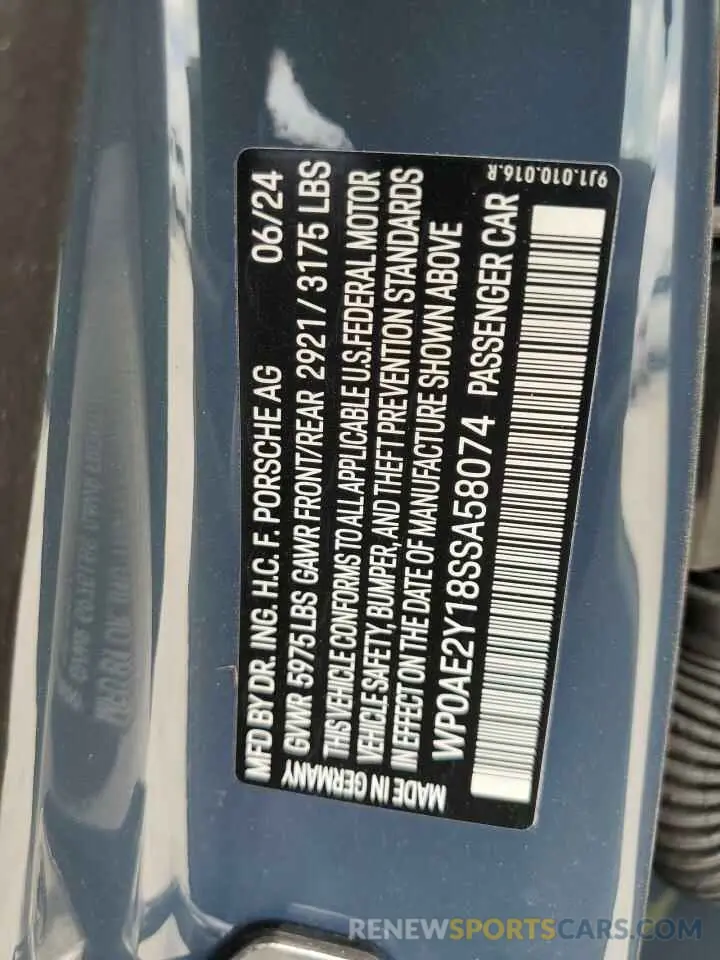 MFD BY DR. ING. H.C. F. PORSCHE AG 06/24
GVWR 5975 LBS GAWR FRONT/REAR 2921 / 3175 LBS
THIS VEHICLE CONFORMS TO ALL APPLICABLE U.S. FEDERAL MOTOR
VEHICLE SAFETY, BUMPER, AND THEFT PREVENTION STANDARDS
IN EFFECT ON THE DATE OF MANUFACTURE SHOWN ABOVE
WP0AE2Y18SSA58074 PASSENGER CAR
MADE IN GERMANY
9J1.010.016.R
RENEWSPORTSCARS.COM